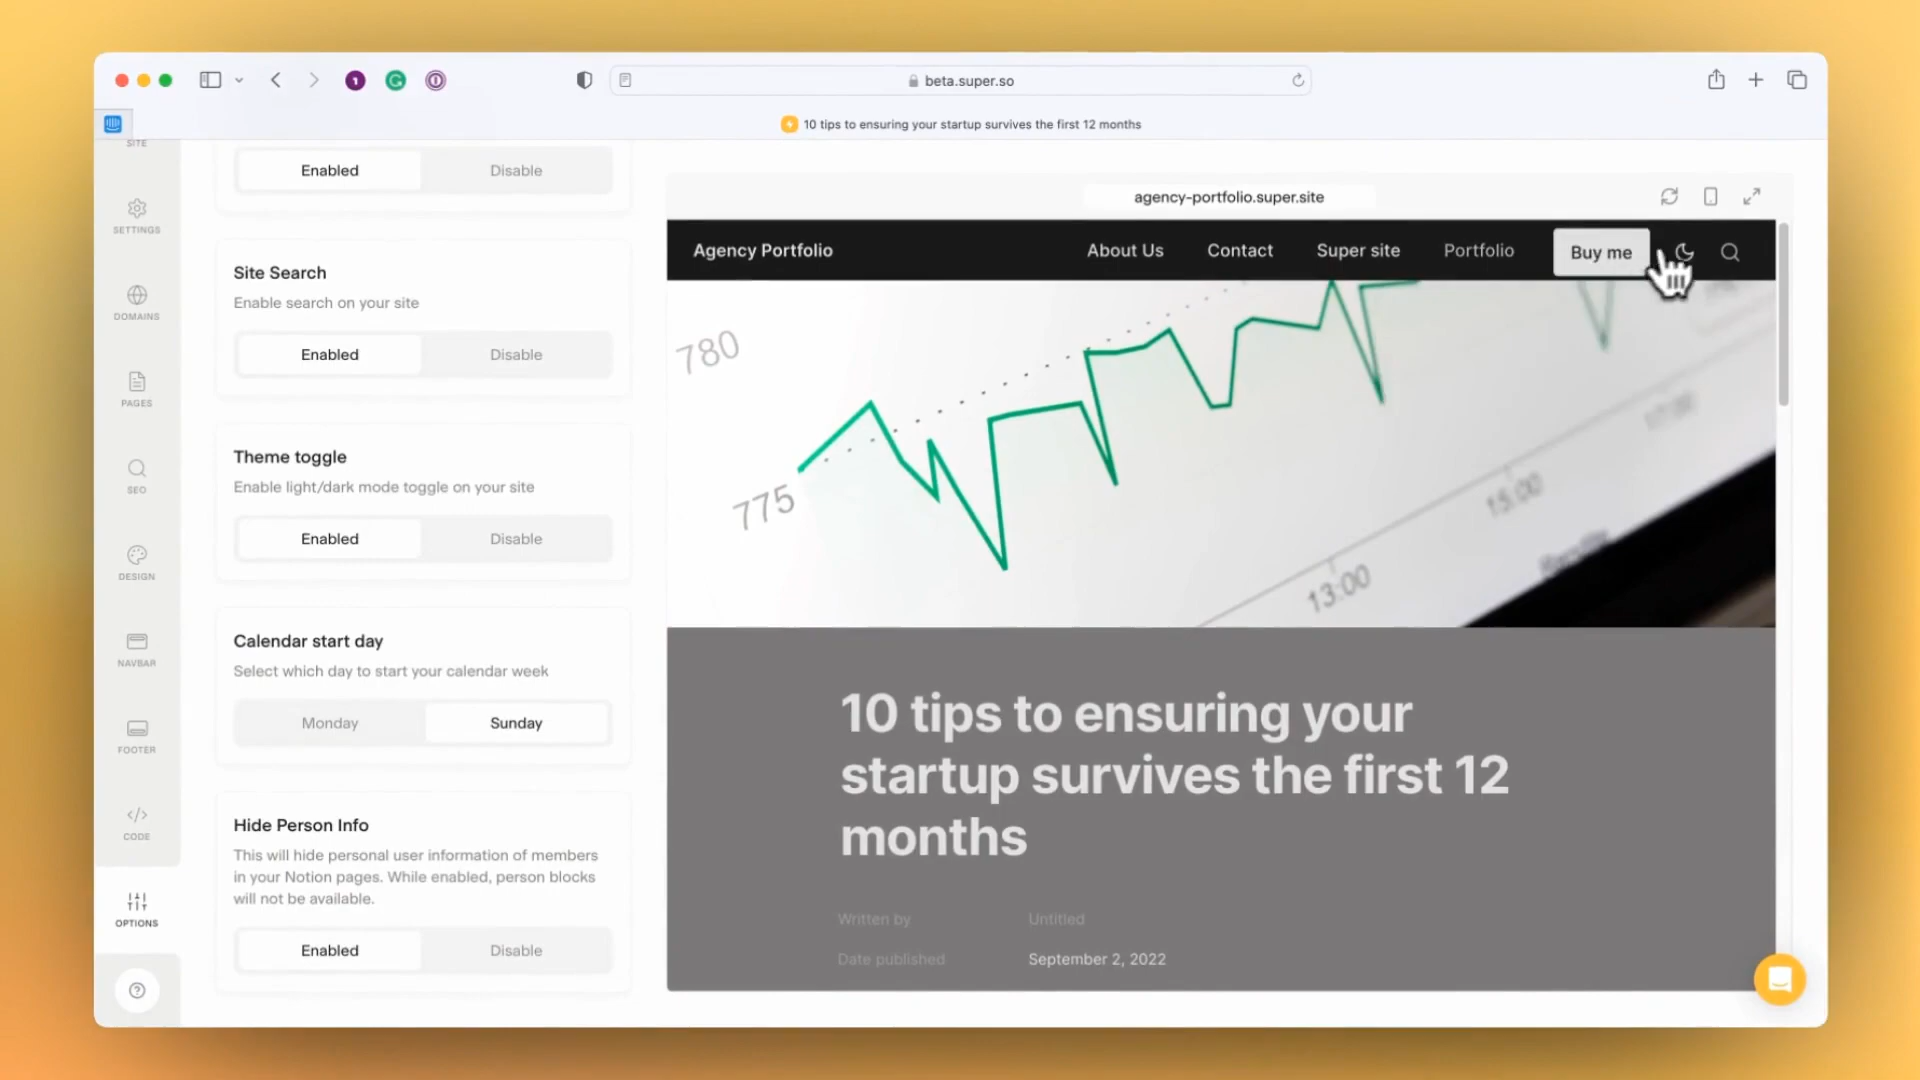 beta.super.so
10 tips to ensuring your startup survives the first 12 months
SITE
SETTINGS
DOMAINS
PAGES
SEO
DESIGN
NAVBAR
FOOTER
CODE
OPTIONS
Enabled Disable
Site Search
Enable search on your site
Enabled Disable
Theme toggle
Enable light/dark mode toggle on your site
Enabled Disable
Calendar start day
Select which day to start your calendar week
Monday Sunday
Hide Person Info
This will hide personal user information of members
in your Notion pages. While enabled, person blocks
will not be available.
Enabled Disable
agency-portfolio.super.site
Agency Portfolio About Us Contact Super site Portfolio Buy me
780
775
17:00
15:00
13:00
10 tips to ensuring your
startup survives the first 12
months
Written by Untitled
Date published September 2, 2022